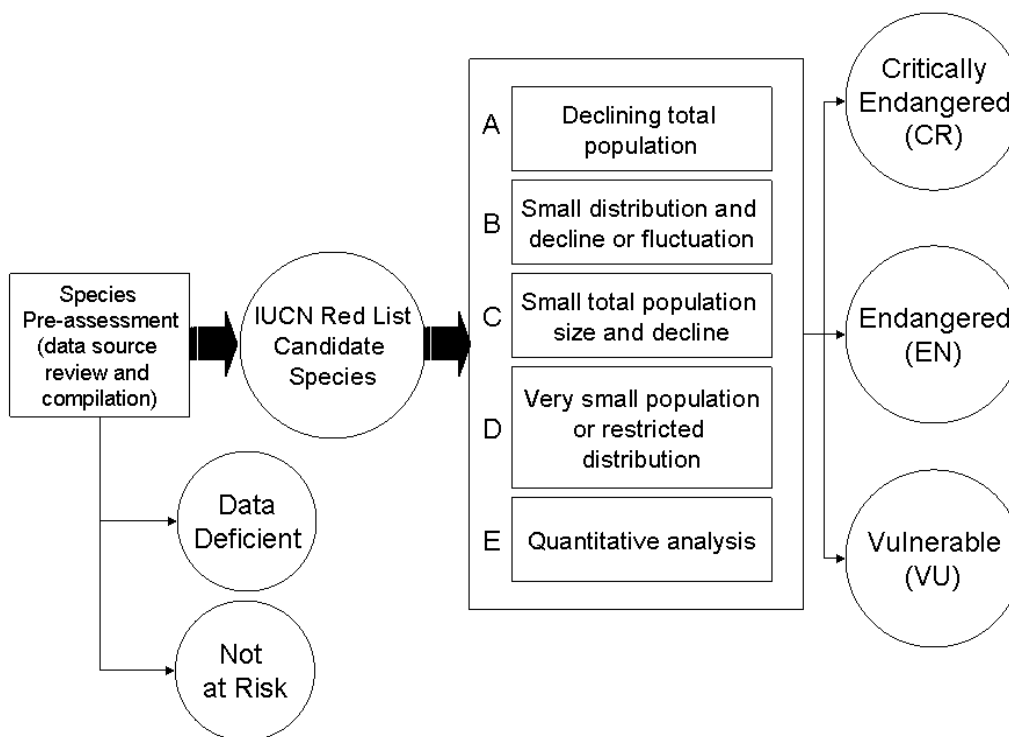 Species
Pre-assessment
(data source
review and
compilation)
IUCN Red List
Candidate
Species
Data
Deficient
Not
at Risk
A
Declining total
population
B
Small distribution and
decline or fluctuation
C
Small total population
size and decline
D
Very small population
or restricted
distribution
E
Quantitative analysis
Critically
Endangered
(CR)
Endangered
(EN)
Vulnerable
(VU)